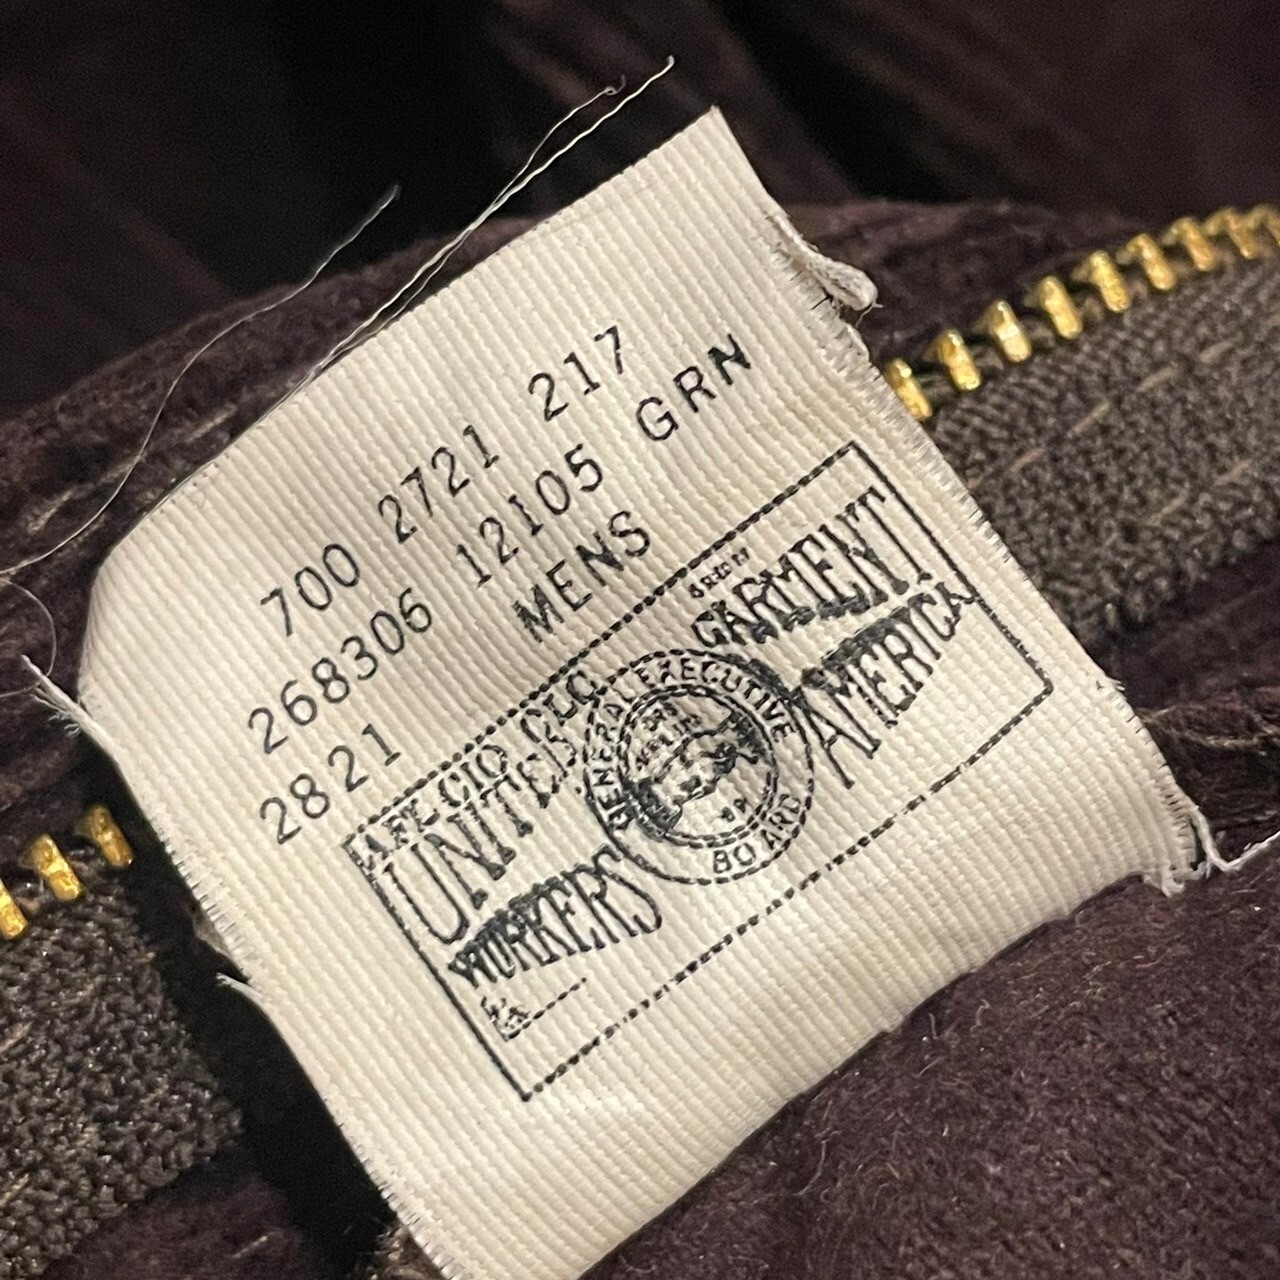 700 2721 217
268306 12105 GRN
2821 MENS
AFL CIO CLC
UNITED GARMENT
WORKERS AMERICA
GENERAL EXECUTIVE
BOARD